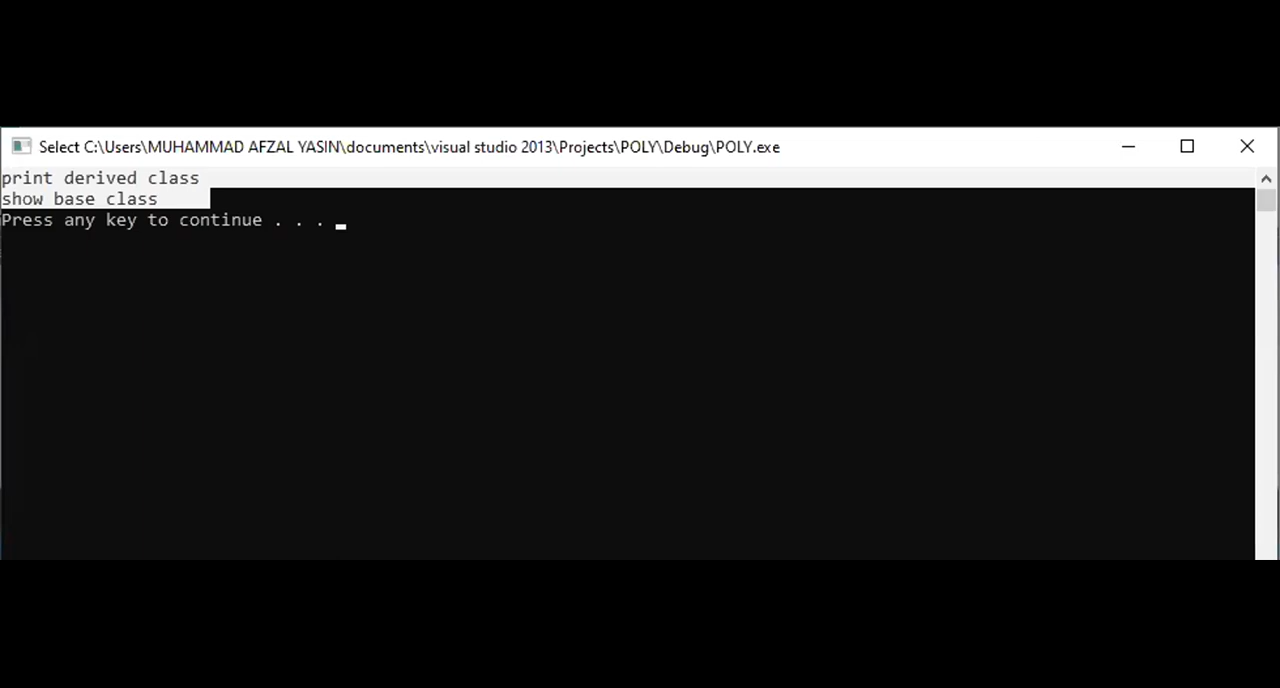 Select C:\Users\MUHAMMAD AFZAL YASIN\documents\visual studio 2013\Projects\POLY\Debug\POLY.exe
print derived class
show base class
Press any key to continue . . .